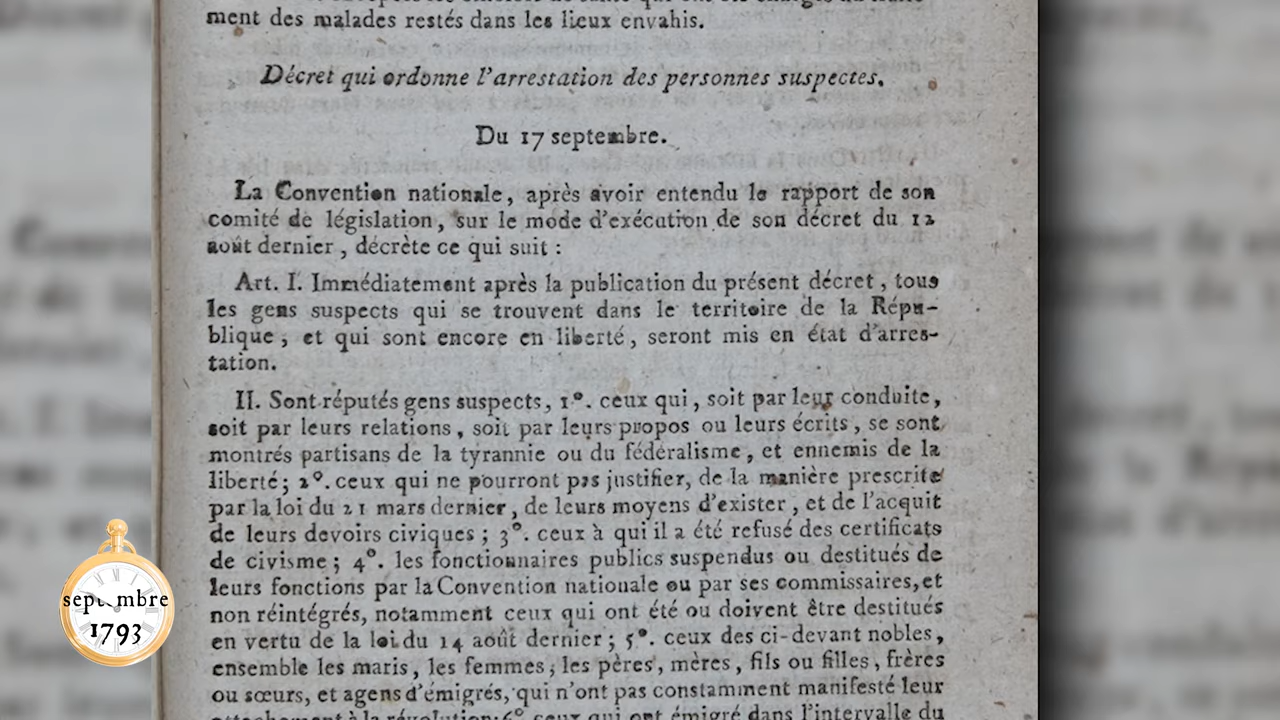 ment des malades restés dans les lieux envahis.
Décret qui ordonne l'arrestation des personnes suspectes.
Du 17 septembre.
La Convention nationale, après avoir entendu le rapport de son
comité de législation, sur le mode d'exécution de son décret du 12
août dernier, décrète ce qui suit :
Art. I. Immédiatement après la publication du présent décret, tous
les gens suspects qui se trouvent dans le territoire de la Répu-
blique ; et qui sont encore en liberté, seront mis en état d'arres-
tation.
II. Sont réputés gens suspects, 1°. ceux qui, soit par leur conduite,
soit par leurs relations, soit par leurs propos ou leurs écrits, se sont
montrés partisans de la tyrannie ou du fédéralisme, et ennemis de la
liberté ; 2°. ceux qui ne pourront pas justifier, de la manière prescrite
par la loi du 21 mars dernier, de leurs moyens d'exister, et de l'acquit
de leurs devoirs civiques ; 3°. ceux à qui il a été refusé des certificats
de civisme ; 4°. les fonctionnaires publics suspendus ou destitués de
leurs fonctions par la Convention nationale ou par ses commissaires, et
non réintégrés, notamment ceux qui ont été ou doivent être destitués
en vertu de la loi du 14 août dernier ; 5°. ceux des ci-devant nobles,
ensemble les maris, les femmes, les pères, mères, fils ou filles, frères
ou sœurs, et agens d'émigrés, qui n'ont pas constamment manifesté leur
attachement à la révolution ; 6°. ceux qui ont émigré dans l'intervalle du
septembre
1793